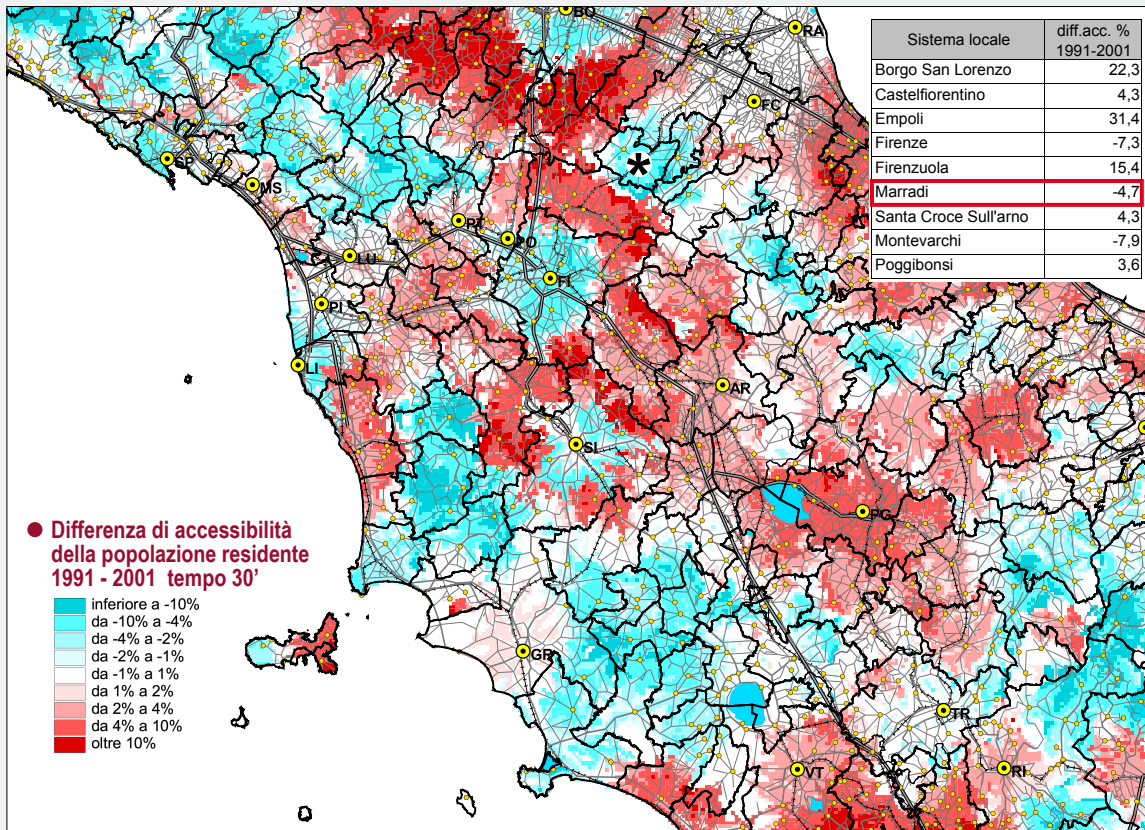 BO
RA
FC
SP
MS
PT
PO
LU
FI
PI
LI
AR
SI
PG
GR
TR
VT
RI
*
Sistema locale diff.acc. % 1991-2001
Borgo San Lorenzo 22,3
Castelfiorentino 4,3
Empoli 31,4
Firenze -7,3
Firenzuola 15,4
Marradi -4,7
Santa Croce Sull'arno 4,3
Montevarchi -7,9
Poggibonsi 3,6
Differenza di accessibilità
della popolazione residente
1991 - 2001 tempo 30'
inferiore a -10%
da -10% a -4%
da -4% a -2%
da -2% a -1%
da -1% a 1%
da 1% a 2%
da 2% a 4%
da 4% a 10%
oltre 10%